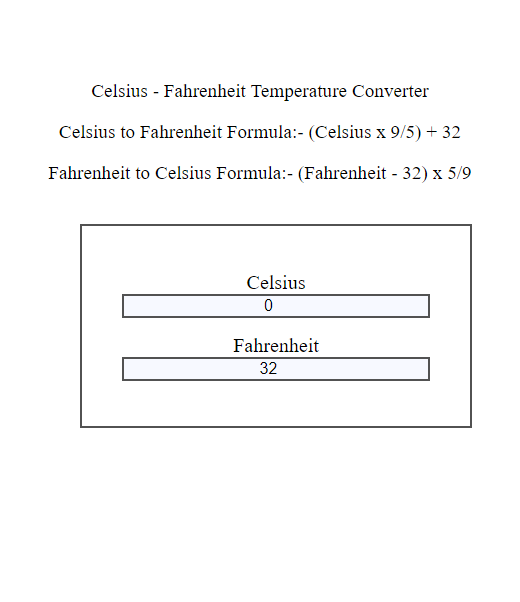 Celsius - Fahrenheit Temperature Converter
Celsius to Fahrenheit Formula:- (Celsius x 9/5) + 32
Fahrenheit to Celsius Formula:- (Fahrenheit - 32) x 5/9
Celsius
0
Fahrenheit
32